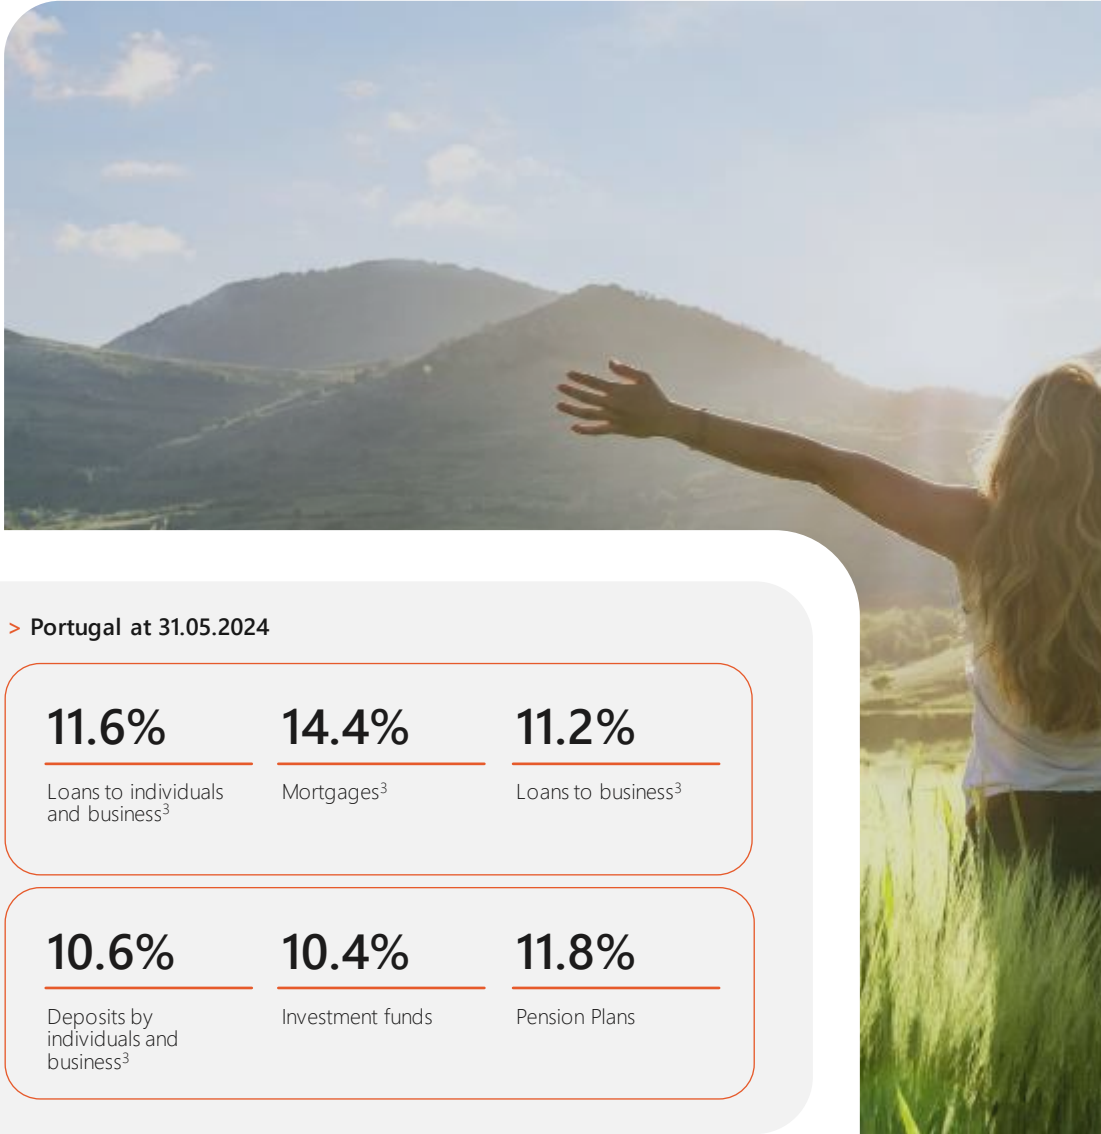 > Portugal at 31.05.2024
11.6% 14.4% 11.2%
Loans to individuals and business³
Mortgages³
Loans to business³
10.6% 10.4% 11.8%
Deposits by individuals and business³
Investment funds
Pension Plans